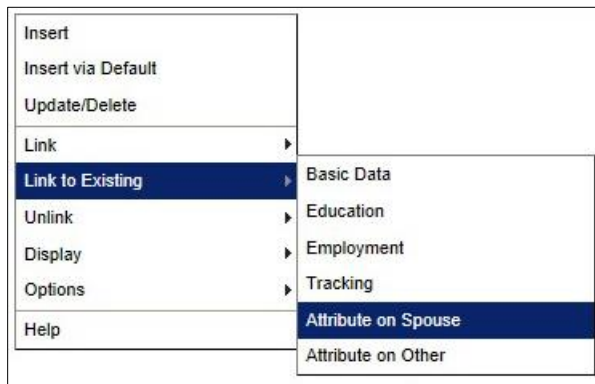 Insert
Insert via Default
Update/Delete
Link
Link to Existing
Unlink
Display
Options
Help
Basic Data
Education
Employment
Tracking
Attribute on Spouse
Attribute on Other